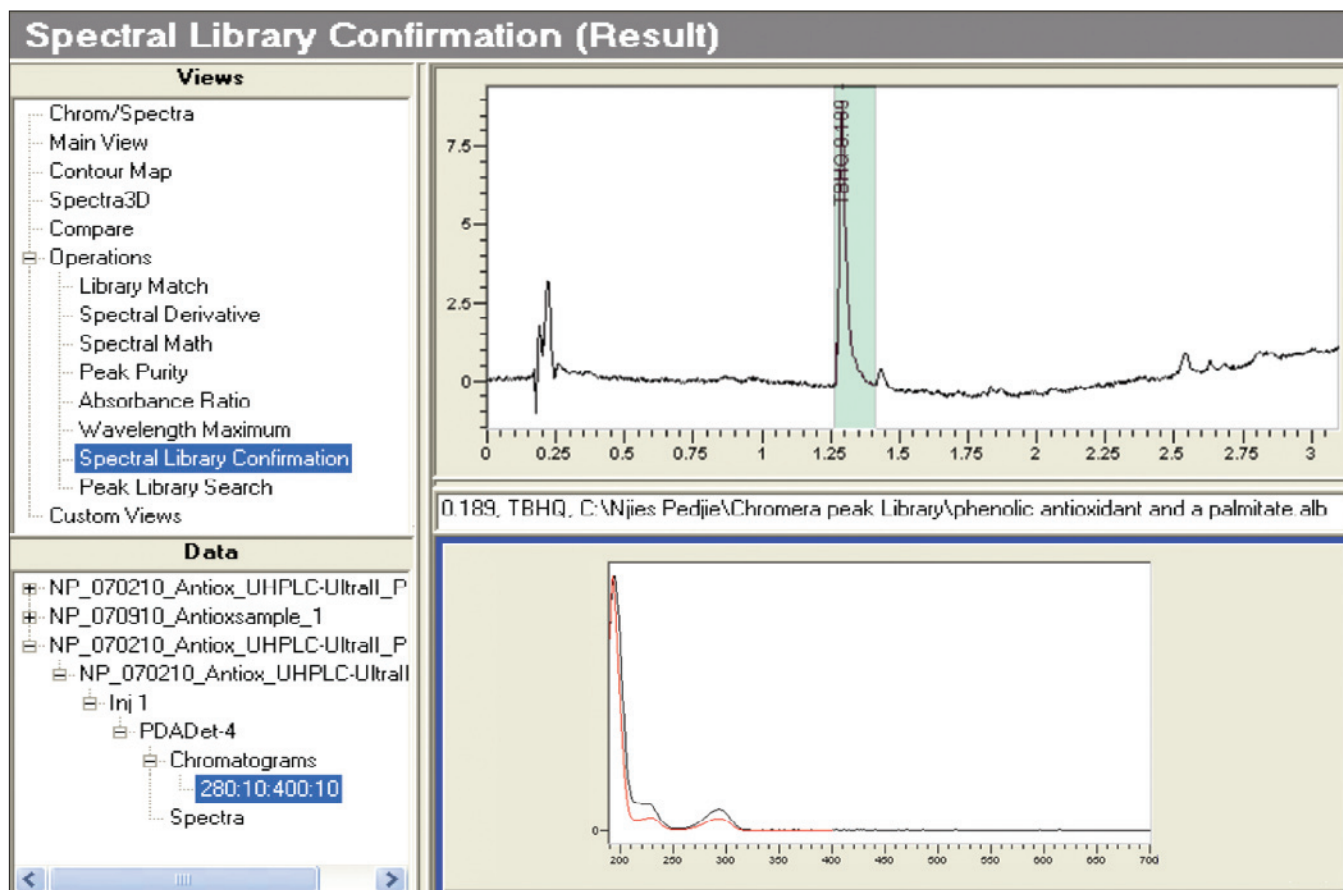 Spectral Library Confirmation (Result)
Views
Chrom/Spectra
Main View
Contour Map
Spectra3D
Compare
Operations
Library Match
Spectral Derivative
Spectral Math
Peak Purity
Absorbance Ratio
Wavelength Maximum
Spectral Library Confirmation
Peak Library Search
Custom Views
Data
NP_070210_Antiox_UHPLC-UltraII_P
NP_070910_Antioxsample_1
NP_070210_Antiox_UHPLC-UltraII_P
NP_070210_Antiox_UHPLC-UltraII
Inj 1
PDADet-4
Chromatograms
280:10:400:10
Spectra
TBHQ 0.189
7.5
5
2.5
0
0 0.25 0.5 0.75 1 1.25 1.5 1.75 2 2.25 2.5 2.75 3
0.189, TBHQ, C:\Njies Pedjie\Chromera peak Library\phenolic antioxidant and a palmitate.alb
0
200 250 300 350 400 450 500 550 600 650 700